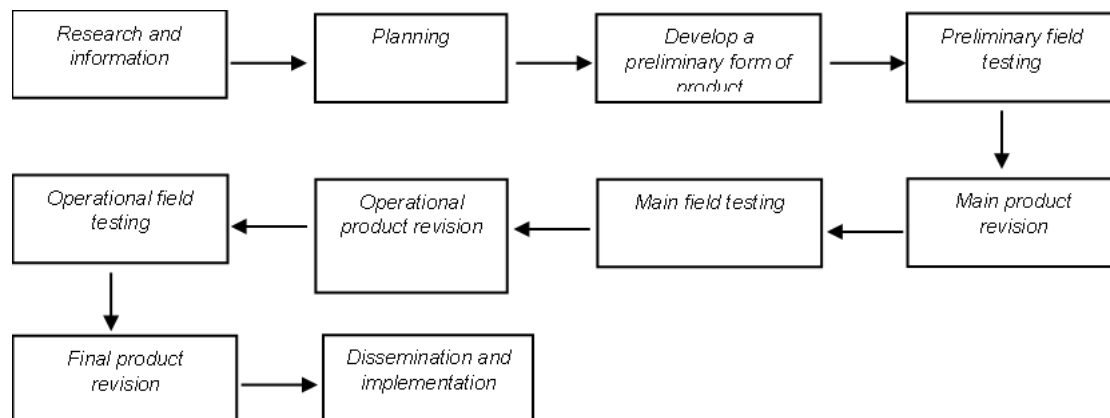 Research and
information
Planning
Develop a
preliminary form of
product
Preliminary field
testing
Main product
revision
Main field testing
Operational
product revision
Operational field
testing
Final product
revision
Dissemination and
implementation